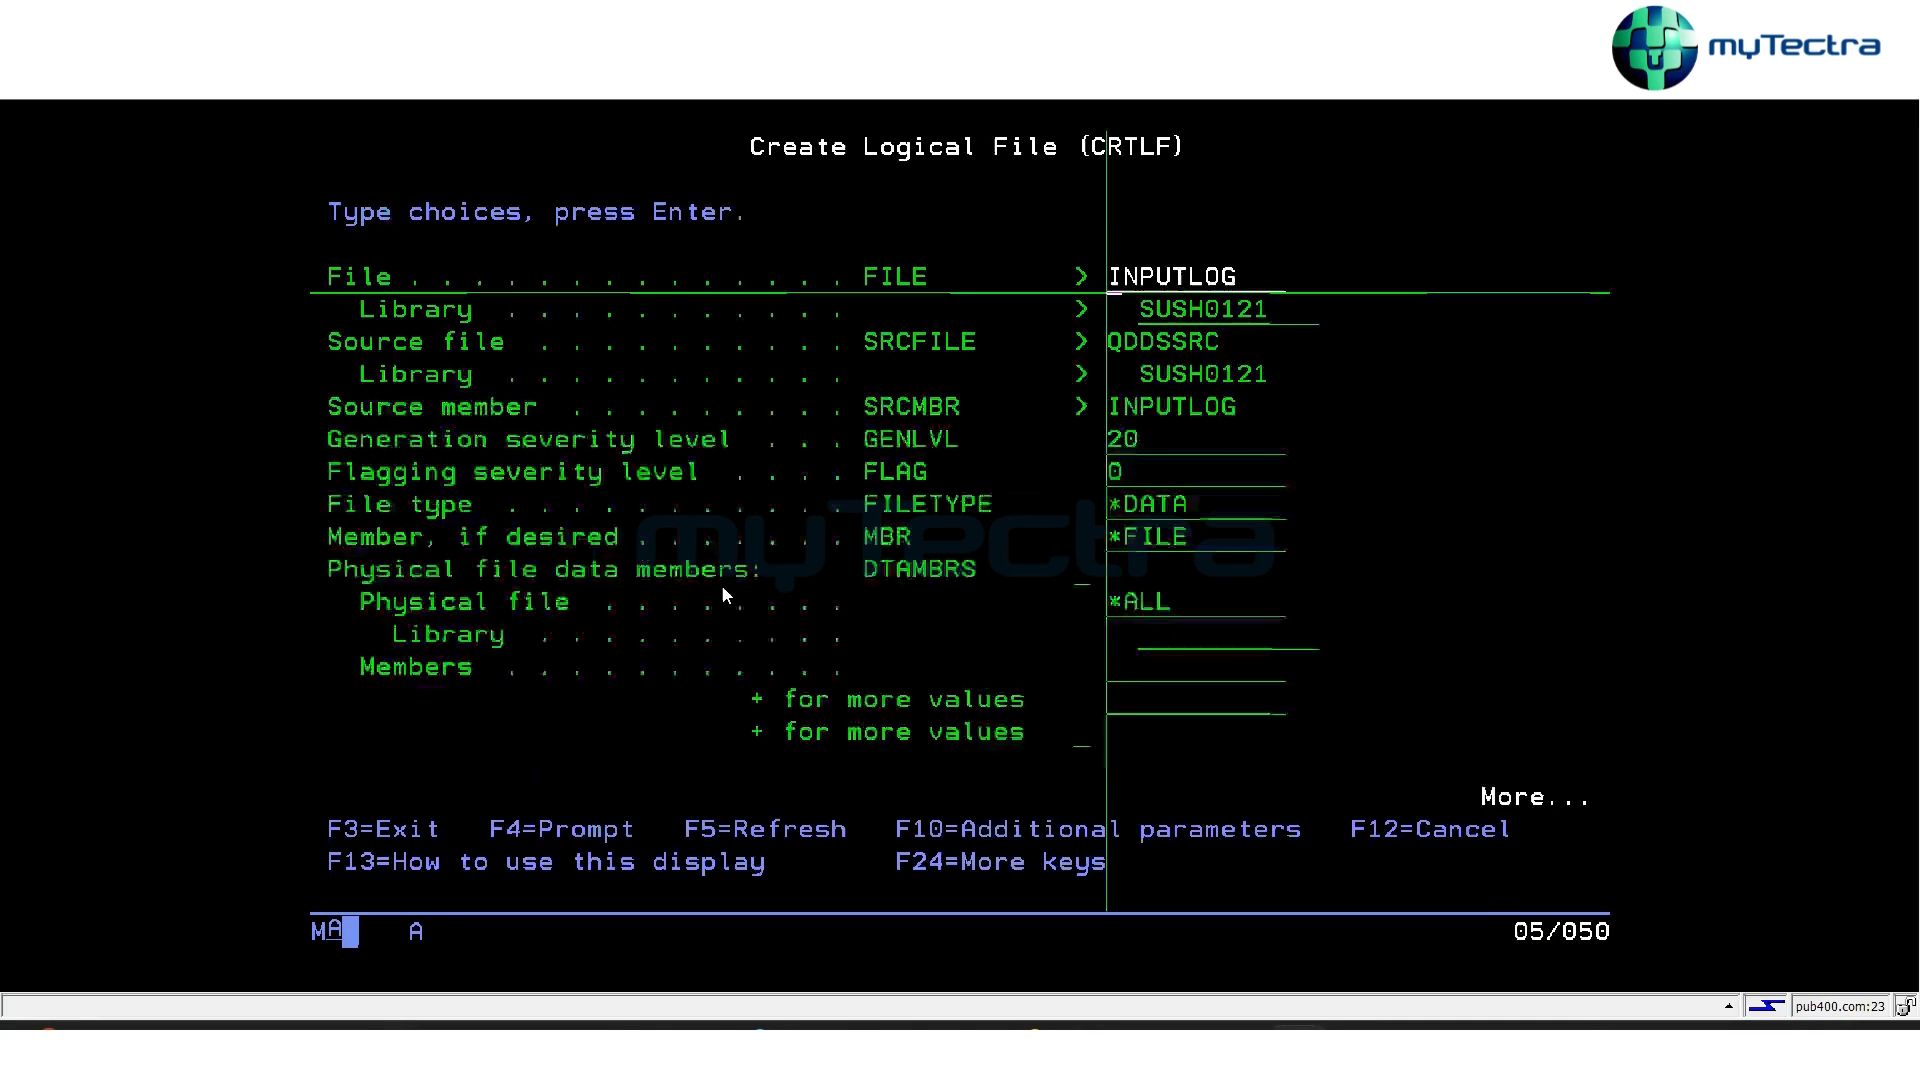 myTectra
Create Logical File (CRTLF)
Type choices, press Enter.
File . . . . . . . . . . . . . . FILE > INPUTLOG
Library . . . . . . . . . . . > SUSH0121
Source file . . . . . . . . . . SRCFILE > QDDSSRC
Library . . . . . . . . . . . > SUSH0121
Source member . . . . . . . . . SRCMBR > INPUTLOG
Generation severity level . . . GENLVL 20
Flagging severity level . . . . FLAG 0
File type . . . . . . . . . . . FILETYPE *DATA
Member, if desired . . . . . . . MBR *FILE
Physical file data members: DTAMBRS _
Physical file . . . . . . . . *ALL
Library . . . . . . . . . .
Members . . . . . . . . . . .
+ for more values
+ for more values _
More...
F3=Exit F4=Prompt F5=Refresh F10=Additional parameters F12=Cancel
F13=How to use this display F24=More keys
MA A 05/050
pub400.com:23
myTectra